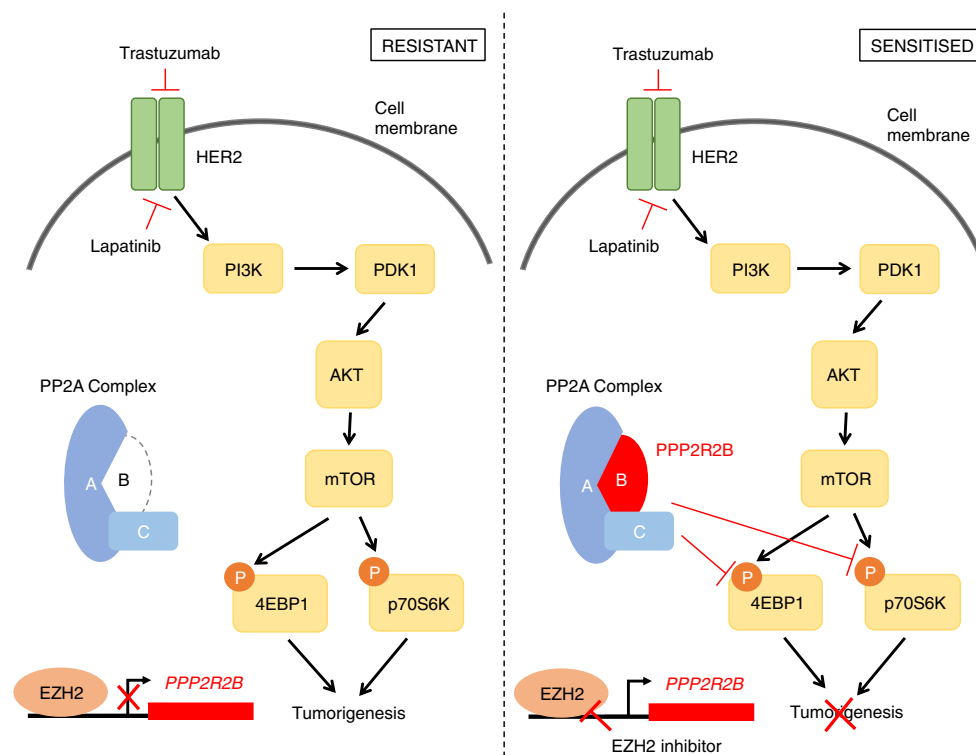 RESISTANT
Trastuzumab
Cell
membrane
HER2
Lapatinib
PI3K
PDK1
AKT
PP2A Complex
A
B
C
mTOR
P
P
4EBP1
p70S6K
EZH2
PPP2R2B
Tumorigenesis
SENSITISED
Trastuzumab
Cell
membrane
HER2
Lapatinib
PI3K
PDK1
AKT
PP2A Complex
PPP2R2B
A
B
C
mTOR
P
P
4EBP1
p70S6K
EZH2
PPP2R2B
EZH2 inhibitor
Tumorigenesis